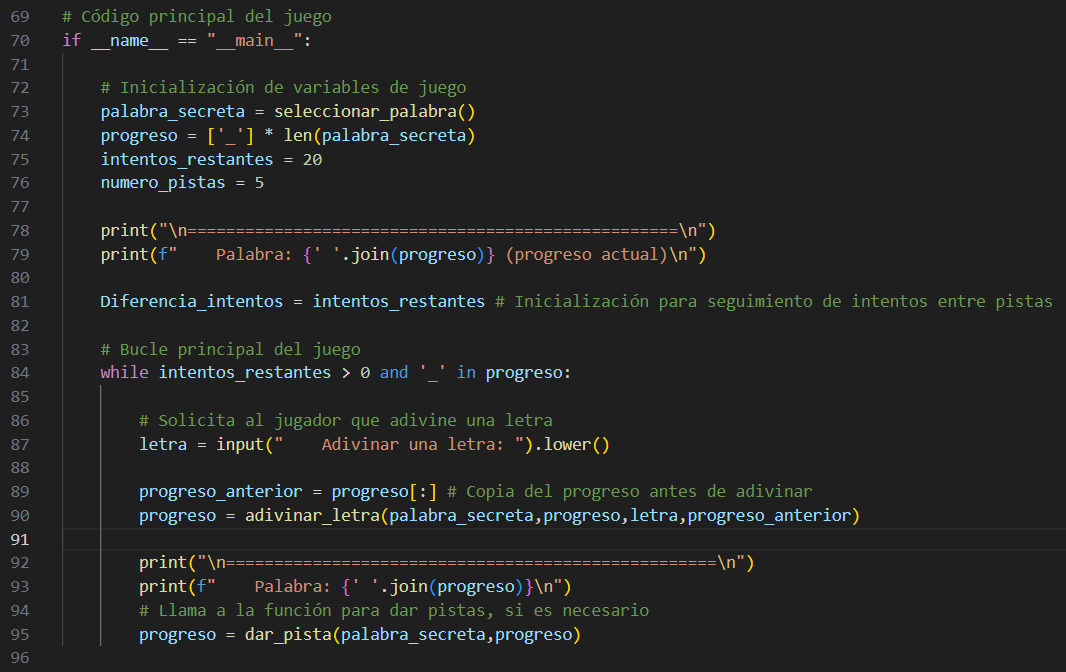 69 # Código principal del juego
70 if __name__ == "__main__":
71
72     # Inicialización de variables de juego
73     palabra_secreta = seleccionar_palabra()
74     progreso = ['_'] * len(palabra_secreta)
75     intentos_restantes = 20
76     numero_pistas = 5
77
78     print("\n===================================================\n")
79     print(f"    Palabra: {' '.join(progreso)} (progreso actual)\n")
80
81     Diferencia_intentos = intentos_restantes # Inicialización para seguimiento de intentos entre pistas
82
83     # Bucle principal del juego
84     while intentos_restantes > 0 and '_' in progreso:
85
86         # Solicita al jugador que adivine una letra
87         letra = input("    Adivinar una letra: ").lower()
88
89         progreso_anterior = progreso[:] # Copia del progreso antes de adivinar
90         progreso = adivinar_letra(palabra_secreta,progreso,letra,progreso_anterior)
91
92         print("\n===================================================\n")
93         print(f"    Palabra: {' '.join(progreso)}\n")
94         # Llama a la función para dar pistas, si es necesario
95         progreso = dar_pista(palabra_secreta,progreso)
96